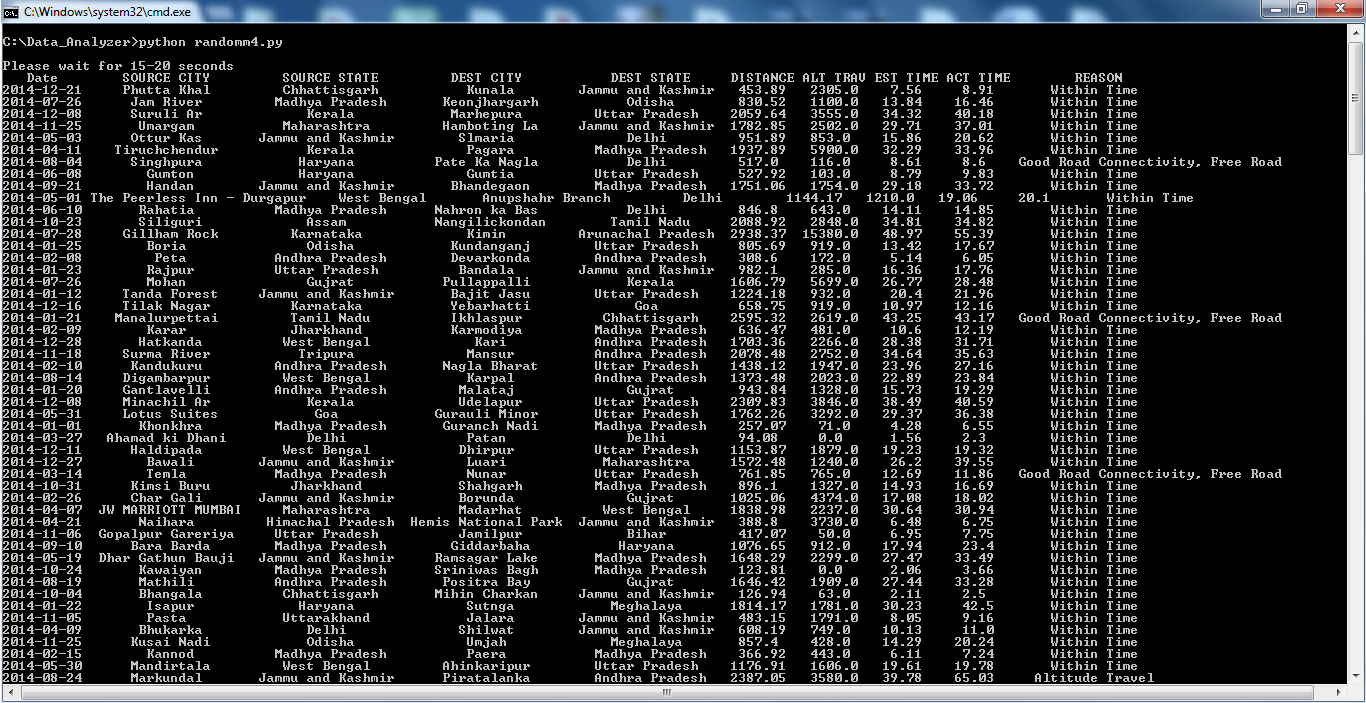 C:\Windows\system32\cmd.exe
C:\Data_Analyzer>python randomm4.py
Please wait for 15-20 seconds
Date SOURCE CITY SOURCE STATE DEST CITY DEST STATE DISTANCE ALT TRAV EST TIME ACT TIME REASON
2014-12-21 Phutta Khal Chhattisgarh Kunala Jammu and Kashmir 453.89 2305.0 7.56 8.91 Within Time
2014-07-26 Jam River Madhya Pradesh Keonjhargarh Odisha 830.52 1100.0 13.84 16.46 Within Time
2014-12-08 Suruli Ar Kerala Marhepura Uttar Pradesh 2059.64 3555.0 34.32 40.18 Within Time
2014-11-25 Umargam Maharashtra Hamboting La Jammu and Kashmir 1782.85 2502.0 29.71 37.01 Within Time
2014-05-03 Ottur Kas Jammu and Kashmir Slmaria Delhi 951.89 853.0 15.86 20.62 Within Time
2014-04-11 Tiruchchendur Kerala Pagara Madhya Pradesh 1937.89 5900.0 32.29 33.96 Within Time
2014-08-04 Singhpura Haryana Pate Ka Nagla Delhi 517.0 116.0 8.61 8.6 Good Road Connectivity, Free Road
2014-06-08 Gumton Haryana Gumtia Uttar Pradesh 527.92 103.0 8.79 9.83 Within Time
2014-09-21 Handan Jammu and Kashmir Bhandegaon Madhya Pradesh 1751.06 1754.0 29.18 33.72 Within Time
2014-05-01 The Peerless Inn - Durgapur West Bengal Anupshahr Branch Delhi 1144.17 1210.0 19.06 20.1 Within Time
2014-06-10 Rahatia Madhya Pradesh Nahron ka Bas Delhi 846.8 643.0 14.11 14.85 Within Time
2014-10-23 Siliguri Assam Nangilickondan Tamil Nadu 2088.92 2848.0 34.81 34.82 Within Time
2014-07-28 Gillham Rock Karnataka Kimin Arunachal Pradesh 2938.37 15380.0 48.97 55.39 Within Time
2014-01-25 Boria Odisha Kundanganj Uttar Pradesh 805.69 919.0 13.42 17.67 Within Time
2014-02-08 Peta Andhra Pradesh Devarkonda Andhra Pradesh 308.6 172.0 5.14 6.05 Within Time
2014-01-23 Rajpur Uttar Pradesh Bandala Jammu and Kashmir 982.1 285.0 16.36 17.76 Within Time
2014-07-26 Mohan Gujrat Pullappalli Kerala 1606.79 5699.0 26.77 28.48 Within Time
2014-01-12 Tanda Forest Jammu and Kashmir Bajit Jasu Uttar Pradesh 1224.18 932.0 20.4 21.96 Within Time
2014-12-16 Tilak Nagar Karnataka Yebarhatti Goa 658.75 919.0 10.97 12.16 Within Time
2014-01-21 Manalurpettai Tamil Nadu Ikhlaspur Chhattisgarh 2595.32 2619.0 43.25 43.17 Good Road Connectivity, Free Road
2014-02-09 Karar Jharkhand Karmodiya Madhya Pradesh 636.47 481.0 10.6 12.19 Within Time
2014-12-28 Hatkanda West Bengal Kari Andhra Pradesh 1703.36 2266.0 28.38 31.71 Within Time
2014-11-18 Surma River Tripura Mansur Andhra Pradesh 2078.48 2752.0 34.64 35.63 Within Time
2014-02-10 Kandukuru Andhra Pradesh Nagla Bharat Uttar Pradesh 1438.12 1947.0 23.96 27.16 Within Time
2014-08-14 Digambarpur West Bengal Karpal Andhra Pradesh 1373.48 2023.0 22.89 23.84 Within Time
2014-01-20 Gantlavelli Andhra Pradesh Malataj Gujrat 943.84 1328.0 15.73 19.29 Within Time
2014-12-08 Minachil Ar Kerala Udelapur Uttar Pradesh 2309.83 3846.0 38.49 40.59 Within Time
2014-05-31 Lotus Suites Goa Gurauli Minor Uttar Pradesh 1762.26 3292.0 29.37 36.38 Within Time
2014-01-01 Khonkhra Madhya Pradesh Guranch Nadi Madhya Pradesh 257.07 71.0 4.28 6.55 Within Time
2014-03-27 Ahamad ki Dhani Delhi Patan Delhi 94.08 0.0 1.56 2.3 Within Time
2014-12-11 Haldipada West Bengal Dhirpur Uttar Pradesh 1153.87 1879.0 19.23 19.32 Within Time
2014-12-27 Bawali Jammu and Kashmir Luari Maharashtra 1572.48 1240.0 26.2 39.55 Within Time
2014-03-14 Temla Madhya Pradesh Nunar Uttar Pradesh 761.85 765.0 12.69 11.86 Good Road Connectivity, Free Road
2014-10-31 Kimsi Buru Jharkhand Shahgarh Madhya Pradesh 896.1 1327.0 14.93 16.69 Within Time
2014-02-26 Char Gali Jammu and Kashmir Borunda Gujrat 1025.06 4374.0 17.08 18.02 Within Time
2014-04-07 JW MARRIOTT MUMBAI Maharashtra Madarhat West Bengal 1838.98 2237.0 30.64 30.94 Within Time
2014-04-21 Naihara Himachal Pradesh Hemis National Park Jammu and Kashmir 388.8 3730.0 6.48 6.75 Within Time
2014-11-06 Gopalpur Gareriya Uttar Pradesh Jamilpur Bihar 417.07 50.0 6.95 7.75 Within Time
2014-09-10 Bara Barda Madhya Pradesh Giddarbaha Haryana 1076.65 912.0 17.94 23.4 Within Time
2014-05-19 Dhar Gathun Bauji Jammu and Kashmir Ramsagar Lake Madhya Pradesh 1648.29 2299.0 27.47 33.49 Within Time
2014-10-24 Kawaiyan Madhya Pradesh Sriniwas Bagh Madhya Pradesh 123.81 0.0 2.06 3.66 Within Time
2014-08-19 Mathili Andhra Pradesh Positra Bay Gujrat 1646.42 1909.0 27.44 33.28 Within Time
2014-10-04 Bhangala Chhattisgarh Mihin Charkan Jammu and Kashmir 126.94 63.0 2.11 2.5 Within Time
2014-01-22 Isapur Haryana Sutnga Meghalaya 1814.17 1781.0 30.23 42.5 Within Time
2014-11-05 Pasta Uttarakhand Jalara Jammu and Kashmir 483.15 1791.0 8.05 9.16 Within Time
2014-04-09 Bhukarka Delhi Shilwat Jammu and Kashmir 608.19 749.0 10.13 11.0 Within Time
2014-11-25 Kusai Nadi Odisha Umjah Meghalaya 857.4 428.0 14.29 20.24 Within Time
2014-02-15 Kannod Madhya Pradesh Paera Madhya Pradesh 366.92 443.0 6.11 7.24 Within Time
2014-05-30 Mandirtala West Bengal Ahinkaripur Uttar Pradesh 1176.91 1606.0 19.61 19.78 Within Time
2014-08-24 Markundal Jammu and Kashmir Piratalanka Andhra Pradesh 2387.05 3580.0 39.78 65.03 Altitude Travel